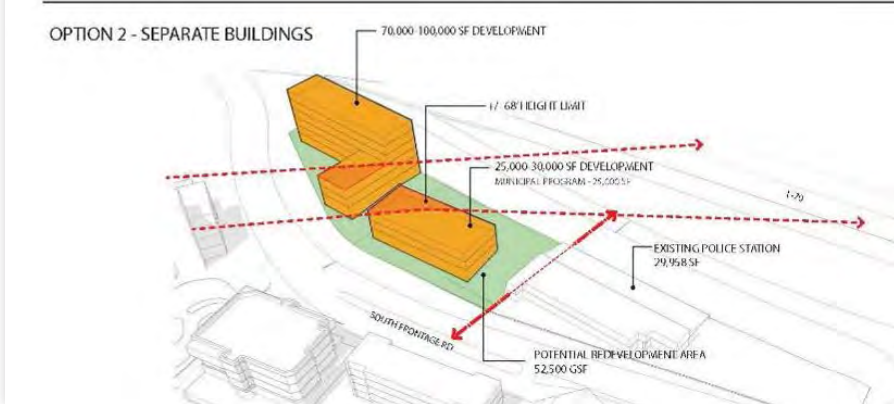 OPTION 2 - SEPARATE BUILDINGS
70,000-100,000 SF DEVELOPMENT
+/- 68' HEIGHT LIMIT
25,000-30,000 SF DEVELOPMENT
MUNICIPAL PROGRAM - 25,000 SF
I-70
EXISTING POLICE STATION
29,958 SF
SOUTH FRONTAGE RD
POTENTIAL REDEVELOPMENT AREA
52,500 GSF